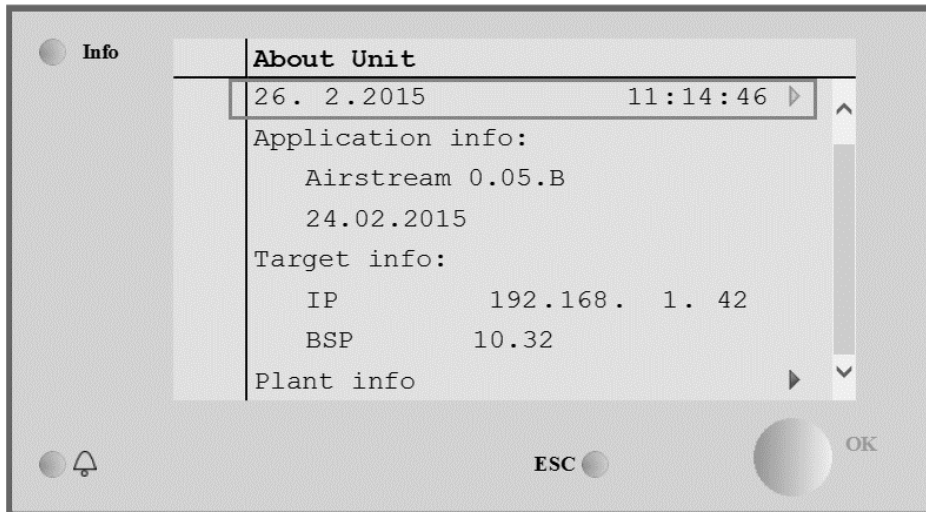 Info
About Unit
26. 2.2015 11:14:46
Application info:
Airstream 0.05.B
24.02.2015
Target info:
IP 192.168. 1. 42
BSP 10.32
Plant info
ESC
OK